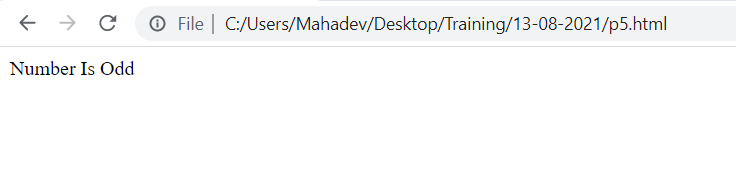 File | C:/Users/Mahadev/Desktop/Training/13-08-2021/p5.html
Number Is Odd